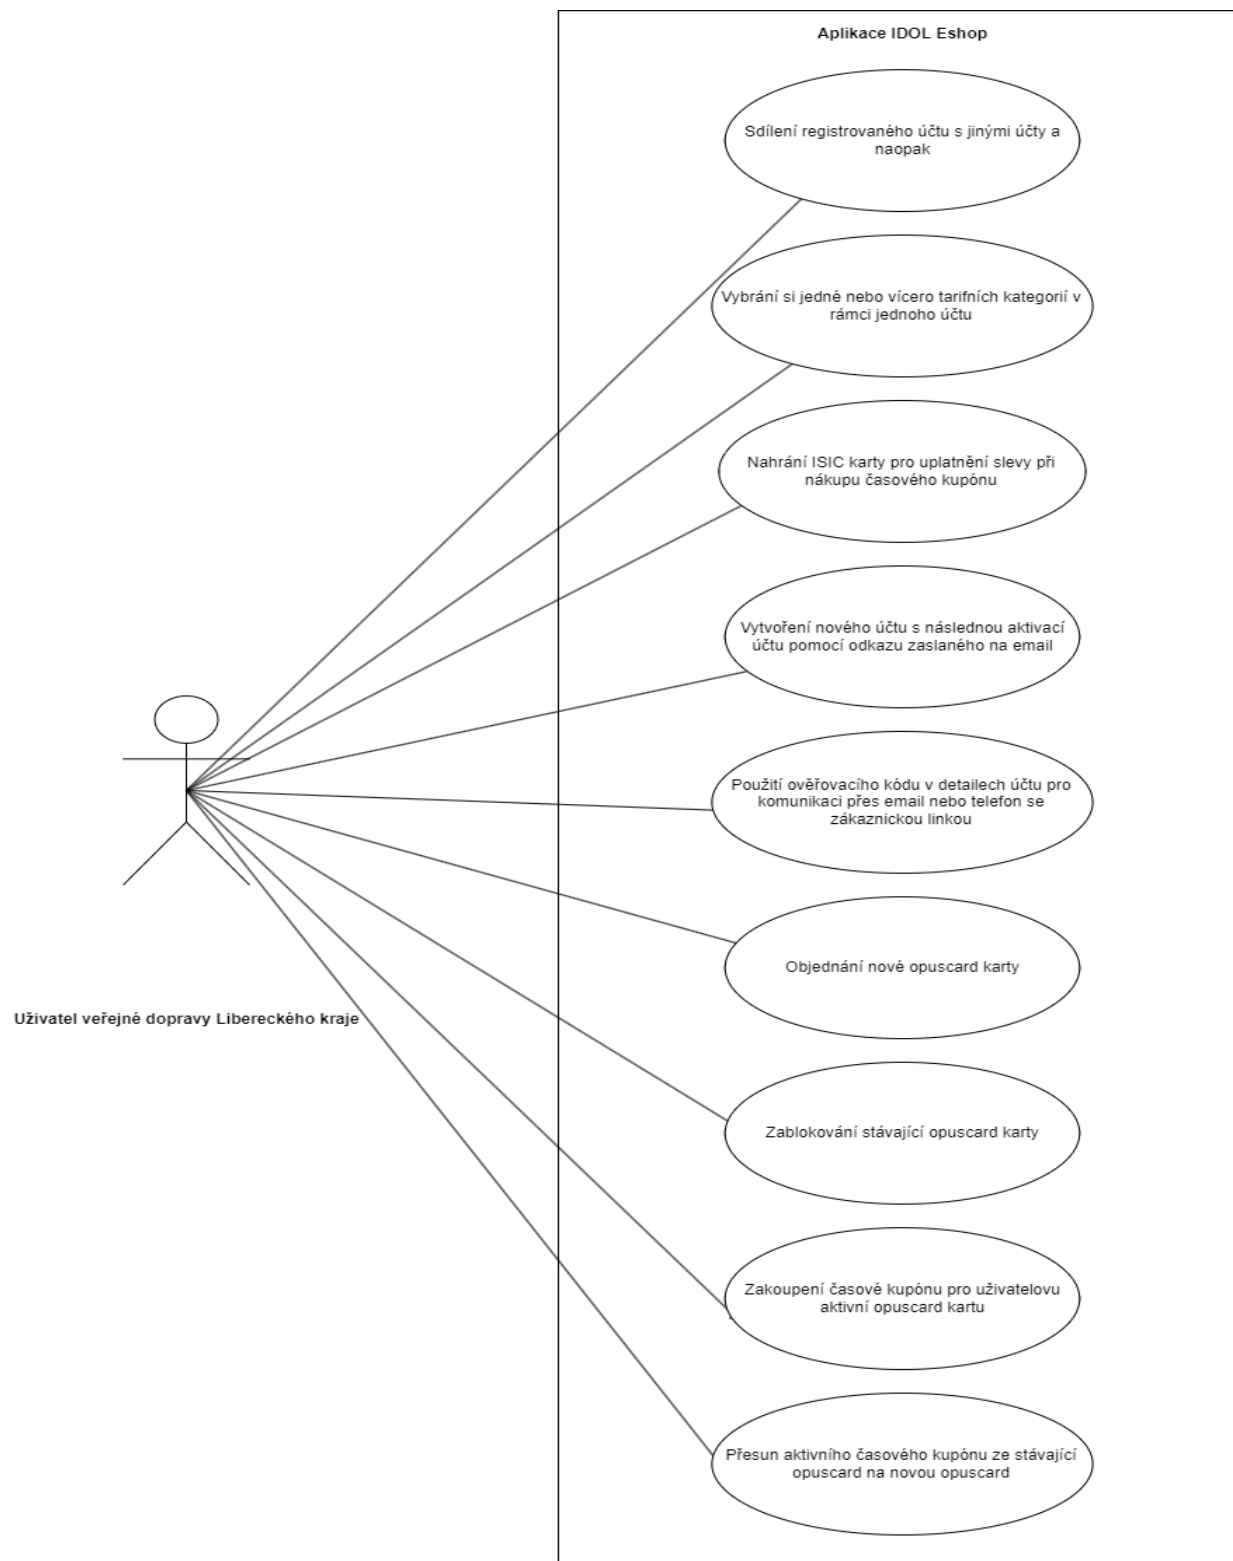 Aplikace IDOL Eshop
Sdílení registrovaného účtu s jinými účty a
naopak
Vybrání si jedné nebo vícero tarifních kategorií v
rámci jednoho účtu
Nahrání ISIC karty pro uplatnění slevy při
nákupu časového kupónu
Vytvoření nového účtu s následnou aktivací
účtu pomocí odkazu zaslaného na email
Použití ověřovacího kódu v detailech účtu pro
komunikaci přes email nebo telefon se
zákaznickou linkou
Objednání nové opuscard karty
Uživatel veřejné dopravy Libereckého kraje
Zablokování stávající opuscard karty
Zakoupení časové kupónu pro uživatelovu
aktivní opuscard kartu
Přesun aktivního časového kupónu ze stávající
opuscard na novou opuscard